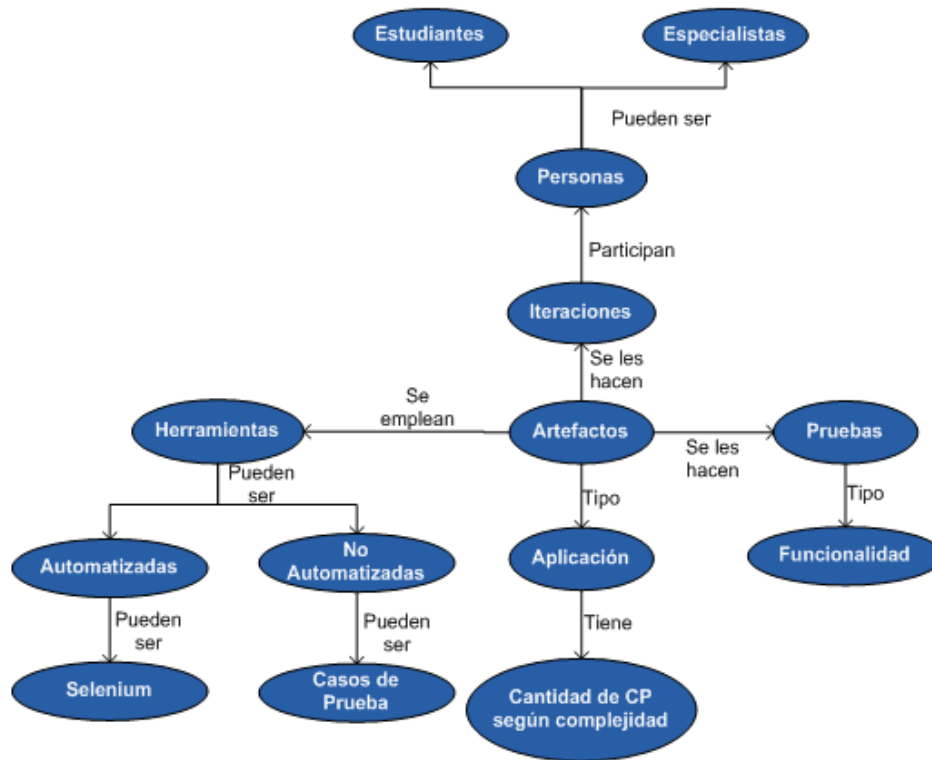 Estudiantes
Especialistas
Pueden ser
Personas
Participan
Iteraciones
Se les
hacen
Se
emplean
Herramientas
Artefactos
Pruebas
Se les
hacen
Pueden
ser
Tipo
Tipo
Automatizadas
No
Automatizadas
Aplicación
Funcionalidad
Pueden
ser
Pueden
ser
Tiene
Selenium
Casos de
Prueba
Cantidad de CP
según complejidad